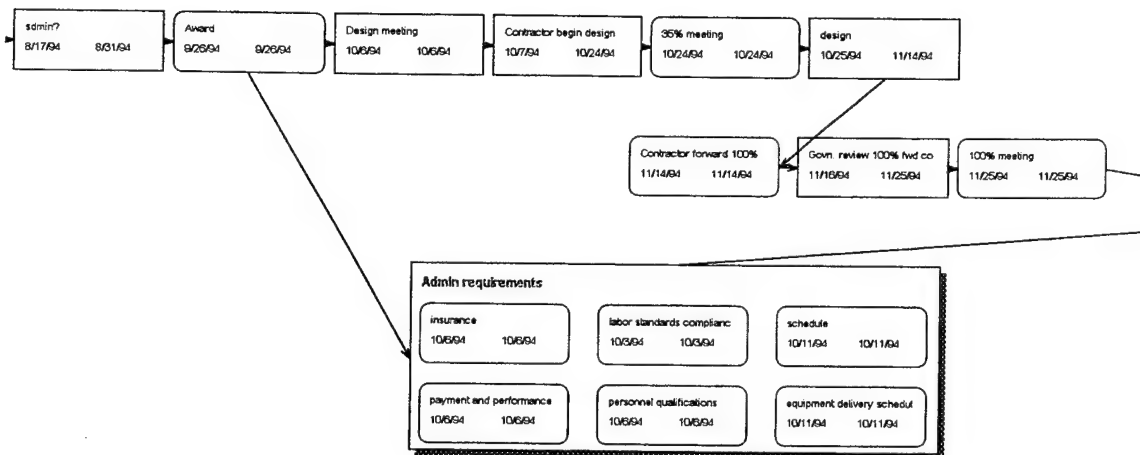 sdmin?
8/17/94 8/31/94
Award
9/26/94 9/26/94
Design meeting
10/6/94 10/6/94
Contractor begin design
10/7/94 10/24/94
35% meeting
10/24/94 10/24/94
design
10/25/94 11/14/94
Contractor forward 100%
11/14/94 11/14/94
Govn. review 100% fwd co
11/16/94 11/25/94
100% meeting
11/25/94 11/25/94
Admin requirements
insurance
10/6/94 10/6/94
labor standards complianc
10/3/94 10/3/94
schedule
10/11/94 10/11/94
payment and performance
10/6/94 10/6/94
personnel qualifications
10/6/94 10/6/94
equipment delivery schedul
10/11/94 10/11/94